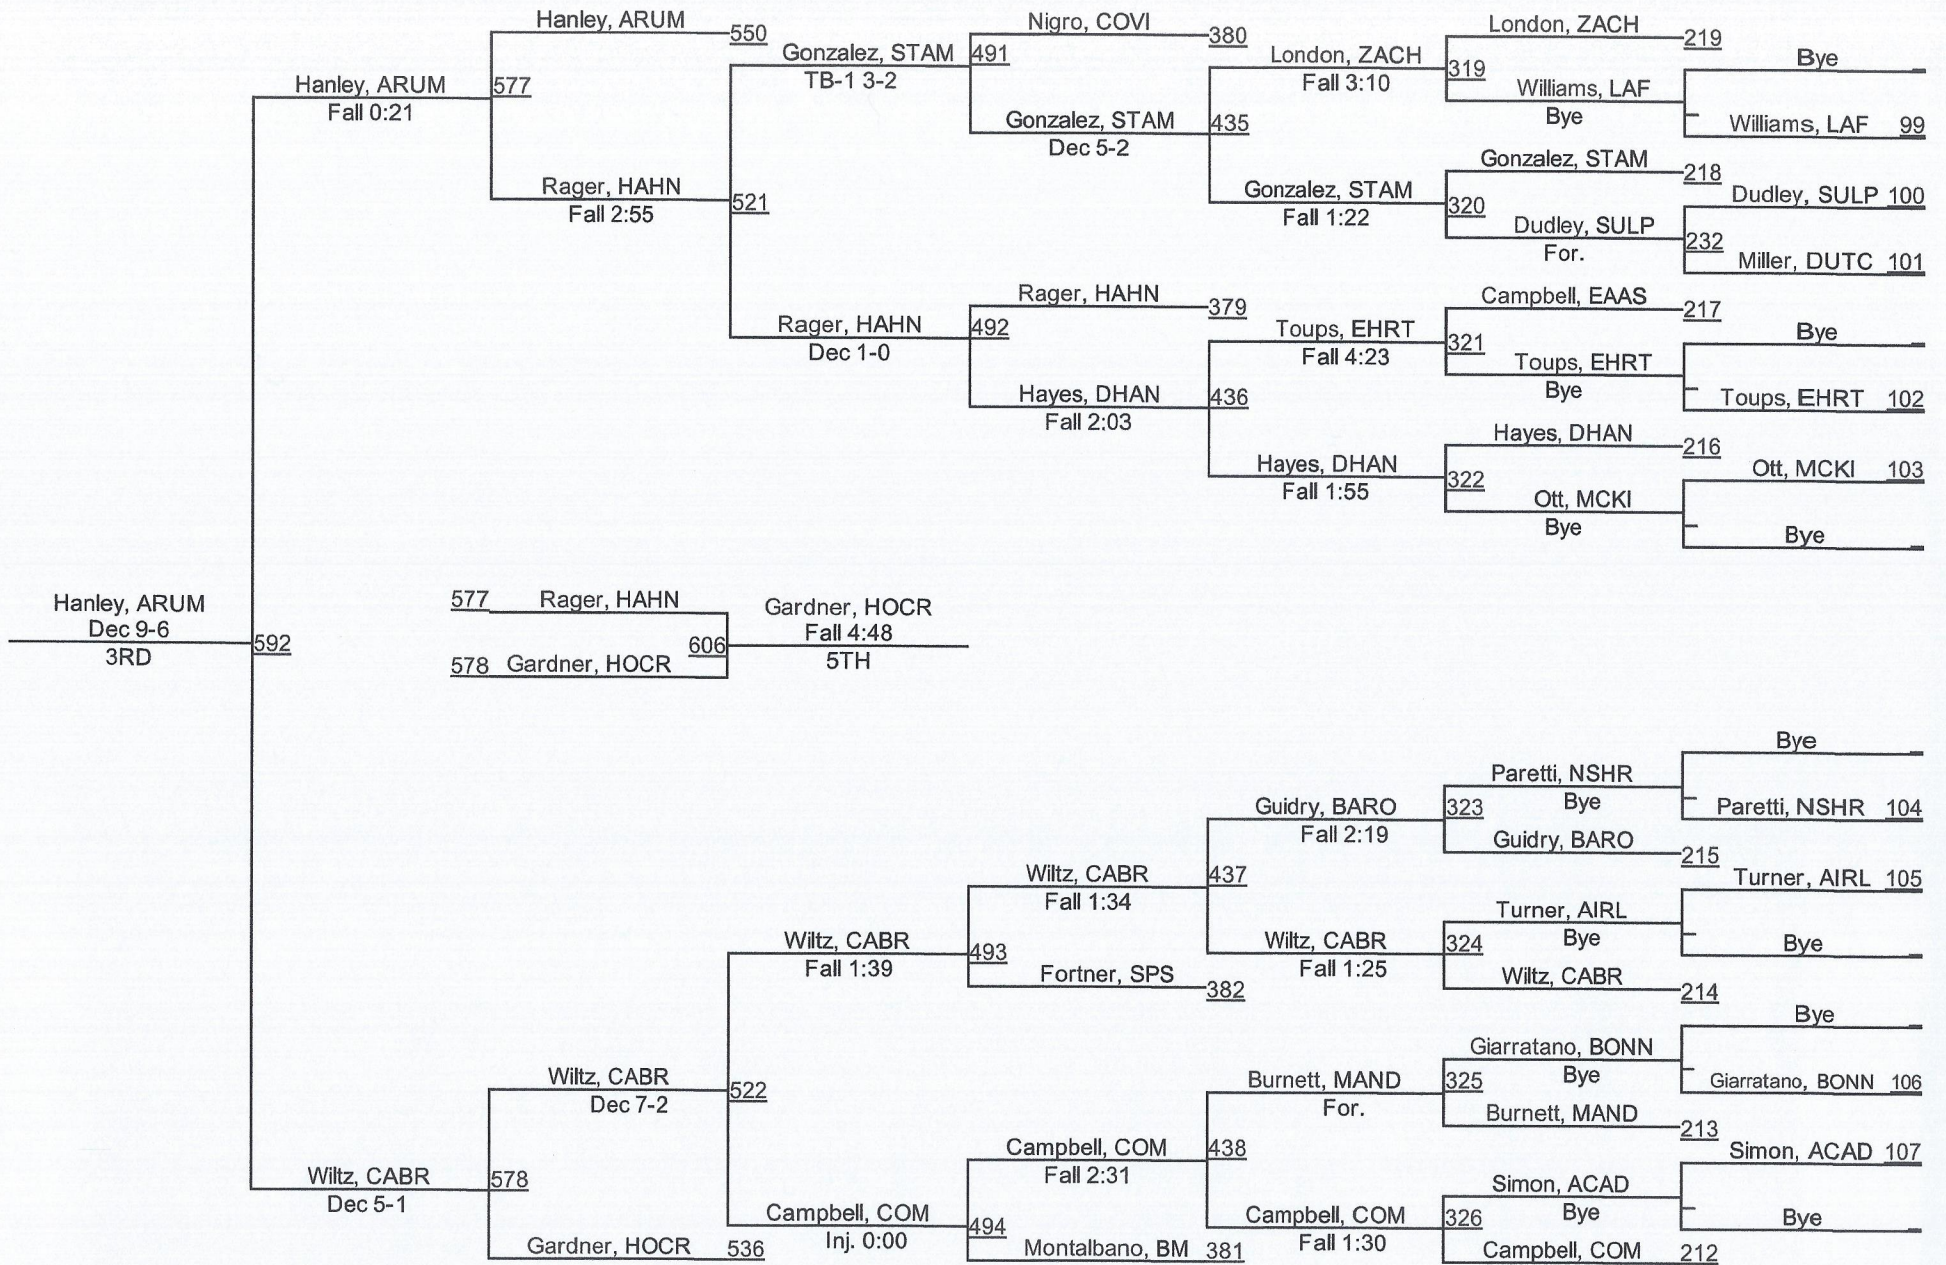 Hanley, ARUM
550
Nigro, COVI
380
London, ZACH
219
Bye
Gonzalez, STAM
491
TB-1 3-2
London, ZACH
319
Fall 3:10
Hanley, ARUM
577
Fall 0:21
Williams, LAF
Bye
Williams, LAF 99
Gonzalez, STAM
435
Dec 5-2
Gonzalez, STAM
218
Dudley, SULP 100
Rager, HAHN
521
Fall 2:55
Gonzalez, STAM
320
Fall 1:22
Dudley, SULP
232
For.
Miller, DUTC 101
Rager, HAHN
379
Campbell, EAAS
217
Bye
Rager, HAHN
492
Dec 1-0
Toups, EHRT
321
Fall 4:23
Toups, EHRT
Bye
Toups, EHRT 102
Hayes, DHAN
436
Fall 2:03
Hayes, DHAN
216
Ott, MCKI 103
Hayes, DHAN
322
Fall 1:55
Ott, MCKI
Bye
Bye
Hanley, ARUM
Dec 9-6
592
3RD
577 Rager, HAHN
606
578 Gardner, HOCR
Gardner, HOCR
Fall 4:48
5TH
Bye
Paretti, NSHR
Bye
Paretti, NSHR 104
Guidry, BARO
323
Fall 2:19
Guidry, BARO
215
Wiltz, CABR
437
Fall 1:34
Turner, AIRL 105
Turner, AIRL
Bye
Bye
Wiltz, CABR
493
Fall 1:39
Wiltz, CABR
324
Fall 1:25
Fortner, SPS
382
Wiltz, CABR
214
Bye
Giarratano, BONN
Bye
Giarratano, BONN 106
Wiltz, CABR
522
Dec 7-2
Burnett, MAND
325
For.
Burnett, MAND
213
Campbell, COM
438
Fall 2:31
Simon, ACAD 107
Wiltz, CABR
578
Dec 5-1
Simon, ACAD
Bye
Bye
Campbell, COM
494
Inj. 0:00
Campbell, COM
326
Fall 1:30
Gardner, HOCR 536
Montalbano, BM 381
Campbell, COM 212